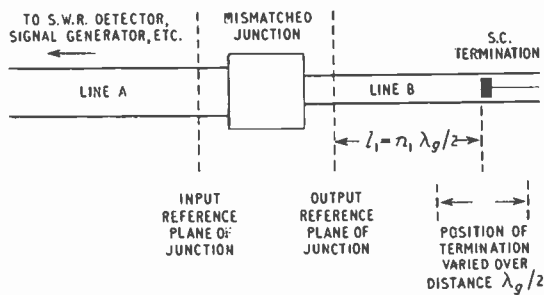 TO S.W.R. DETECTOR,
SIGNAL GENERATOR, ETC.
MISMATCHED
JUNCTION
S.C.
TERMINATION
LINE A
LINE B
l₁ = n₁ λg/2
INPUT
REFERENCE
PLANE OF
JUNCTION
OUTPUT
REFERENCE
PLANE OF
JUNCTION
POSITION OF
TERMINATION
VARIED OVER
DISTANCE λg/2